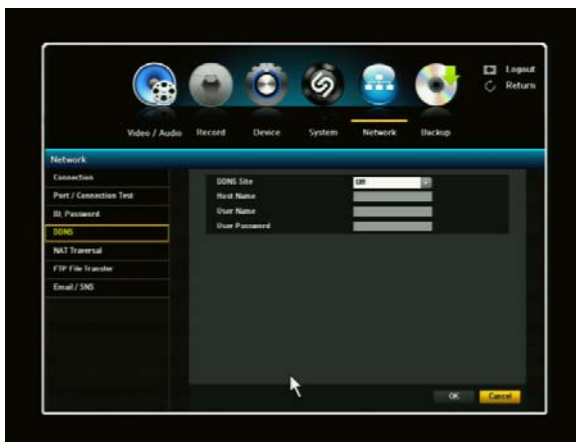 Logout
Return
Video / Audio Record Device System Network Backup
Network
Connection
Port / Connection Test
ID, Password
DDNS
NAT Traversal
FTP File Transfer
Email / SNS
DDNS Site Off
Host Name
User Name
User Password
OK Cancel